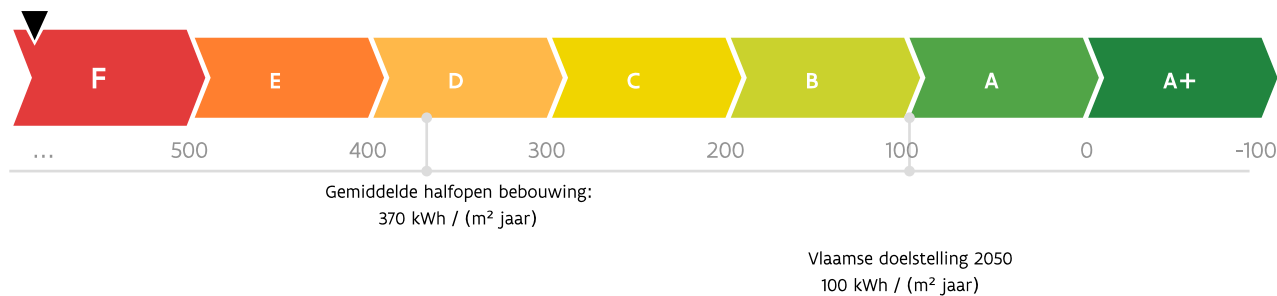 F E D C B A A+
... 500 400 300 200 100 0 -100
Gemiddelde halfopen bebouwing:
370 kWh / (m² jaar)
Vlaamse doelstelling 2050
100 kWh / (m² jaar)